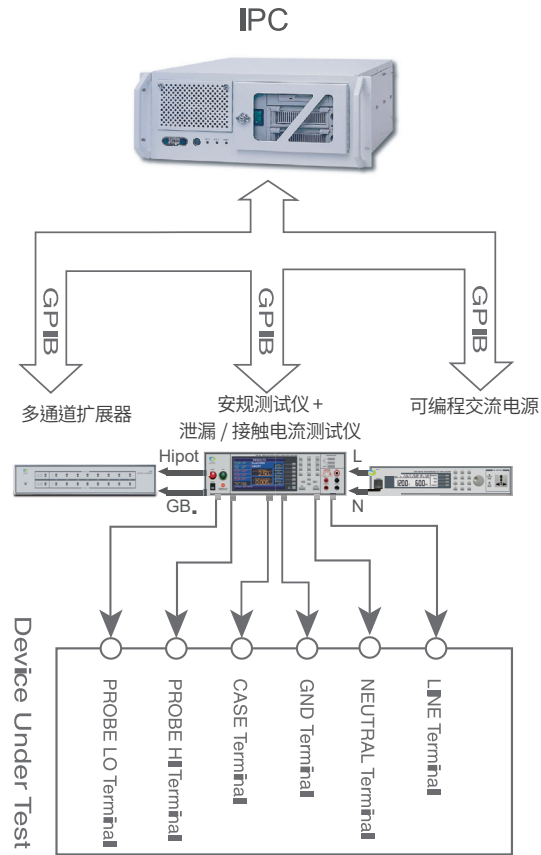 IPC
GPIB
GPIB
GPIB
多通道扩展器
安规测试仪+
泄漏/接触电流测试仪
可编程交流电源
Hipot
GB.
L
N
Device Under Test
PROBE LO Terminal
PROBE HI Terminal
CASE Terminal
GND Terminal
NEUTRAL Terminal
LINE Terminal